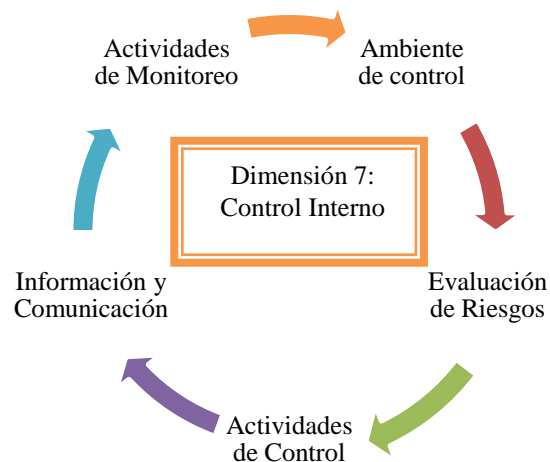 Actividades
de Monitoreo
Ambiente
de control
Dimensión 7:
Control Interno
Información y
Comunicación
Evaluación
de Riesgos
Actividades
de Control